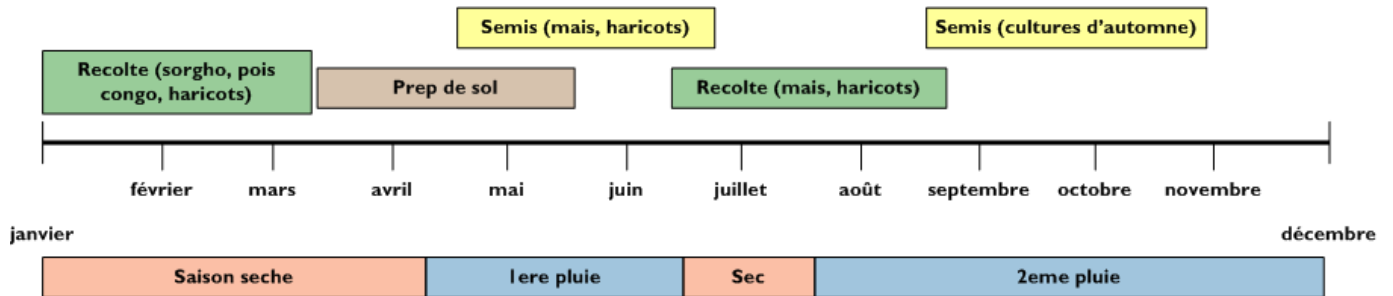 Semis (mais, haricots)
Semis (cultures d'automne)
Recolte (sorgho, pois
congo, haricots)
Prep de sol
Recolte (mais, haricots)
février
mars
avril
mai
juin
juillet
août
septembre
octobre
novembre
janvier
décembre
Saison seche
1ere pluie
Sec
2eme pluie